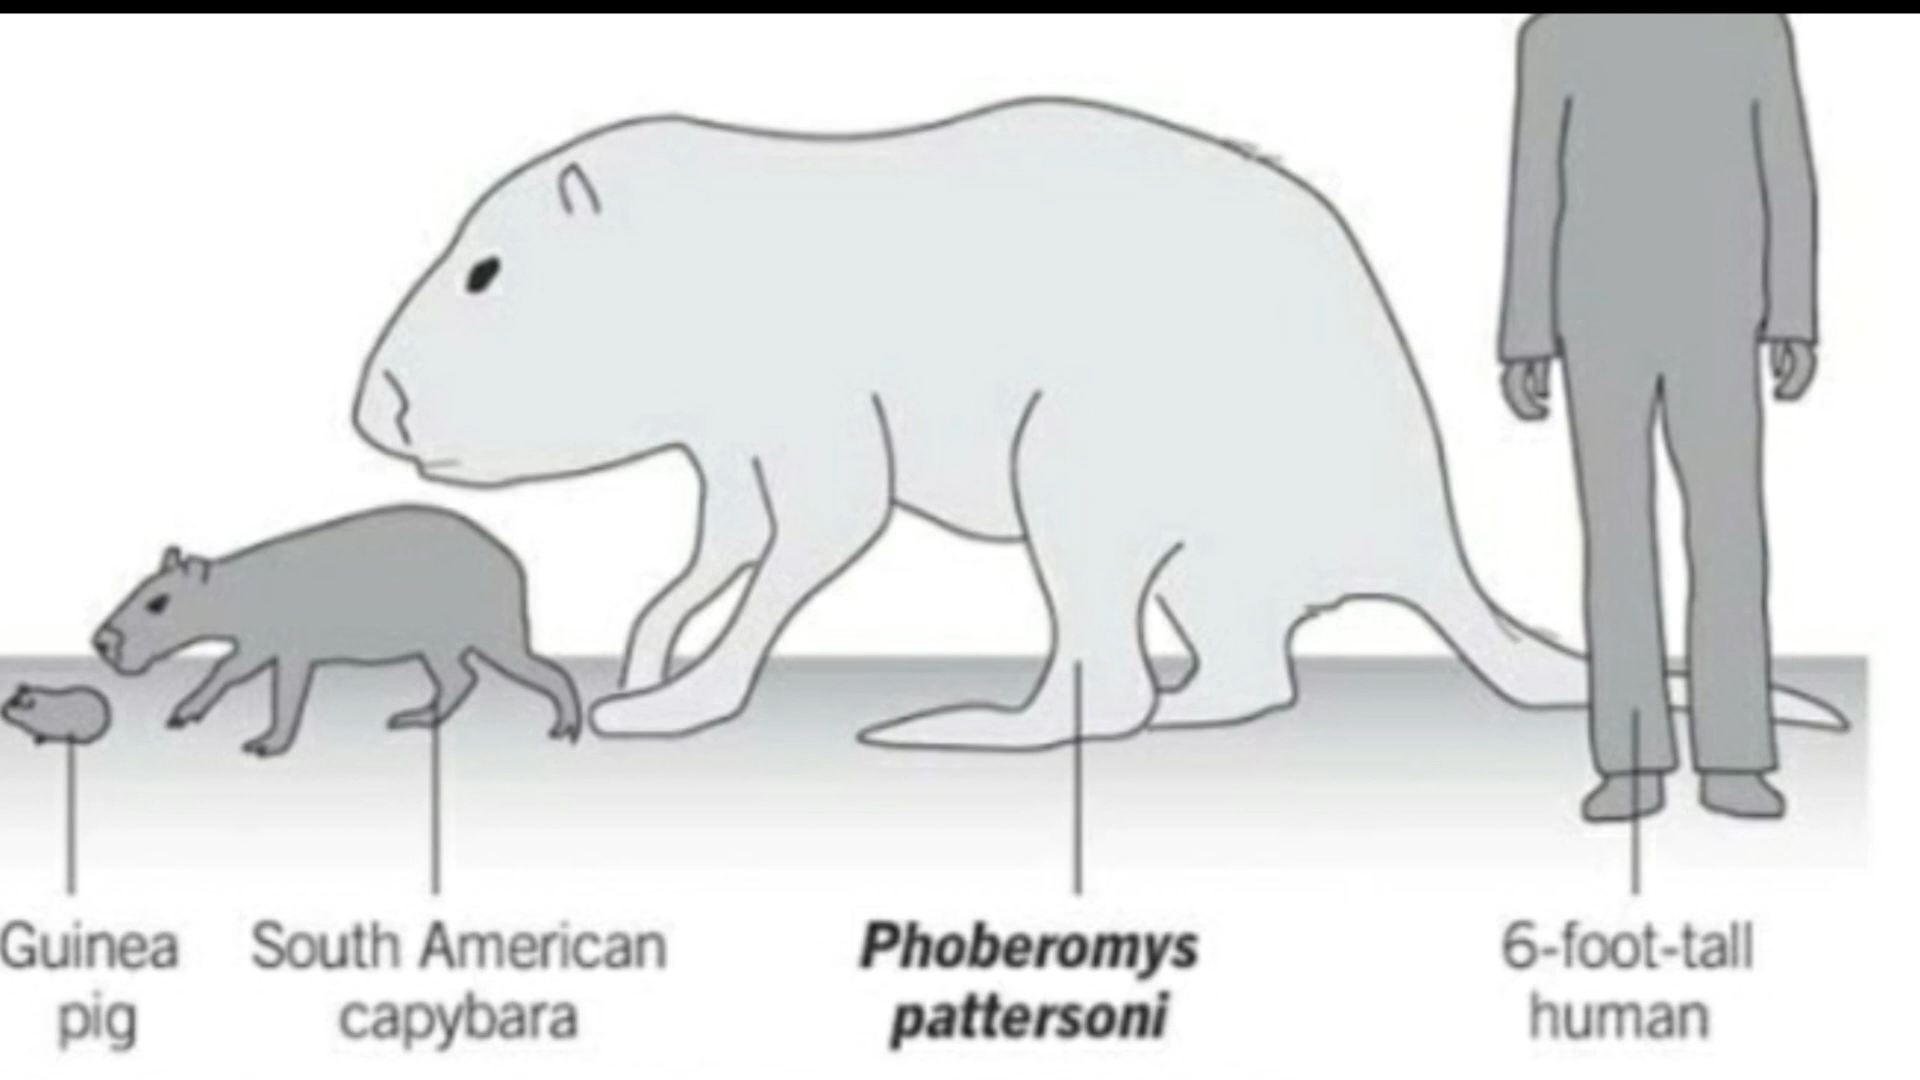 Guinea
pig
South American
capybara
Phoberomys
pattersoni
6-foot-tall
human